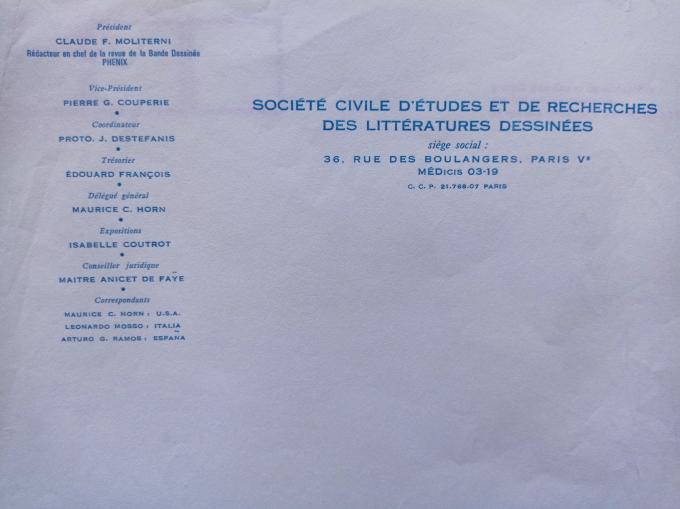 Président
CLAUDE F. MOLITERNI
Rédacteur en chef de la revue de la Bande Dessinée
PHENIX
Vice-Président
PIERRE G. COUPERIE
Coordinateur
PROTO. J. DESTEFANIS
Trésorier
ÉDOUARD FRANÇOIS
Délégué général
MAURICE C. HORN
Expositions
ISABELLE COUTROT
Conseiller juridique
MAITRE ANICET DE FAŸE
Correspondants
MAURICE C. HORN : U.S.A.
LEONARDO MOSSO : ITALIA
ARTURO G. RAMOS : ESPAÑA
SOCIÉTÉ CIVILE D'ÉTUDES ET DE RECHERCHES
DES LITTÉRATURES DESSINÉES
siège social :
36, RUE DES BOULANGERS, PARIS Ve
MÉDICIS 03-19
C. C. P. 21.768-07 PARIS